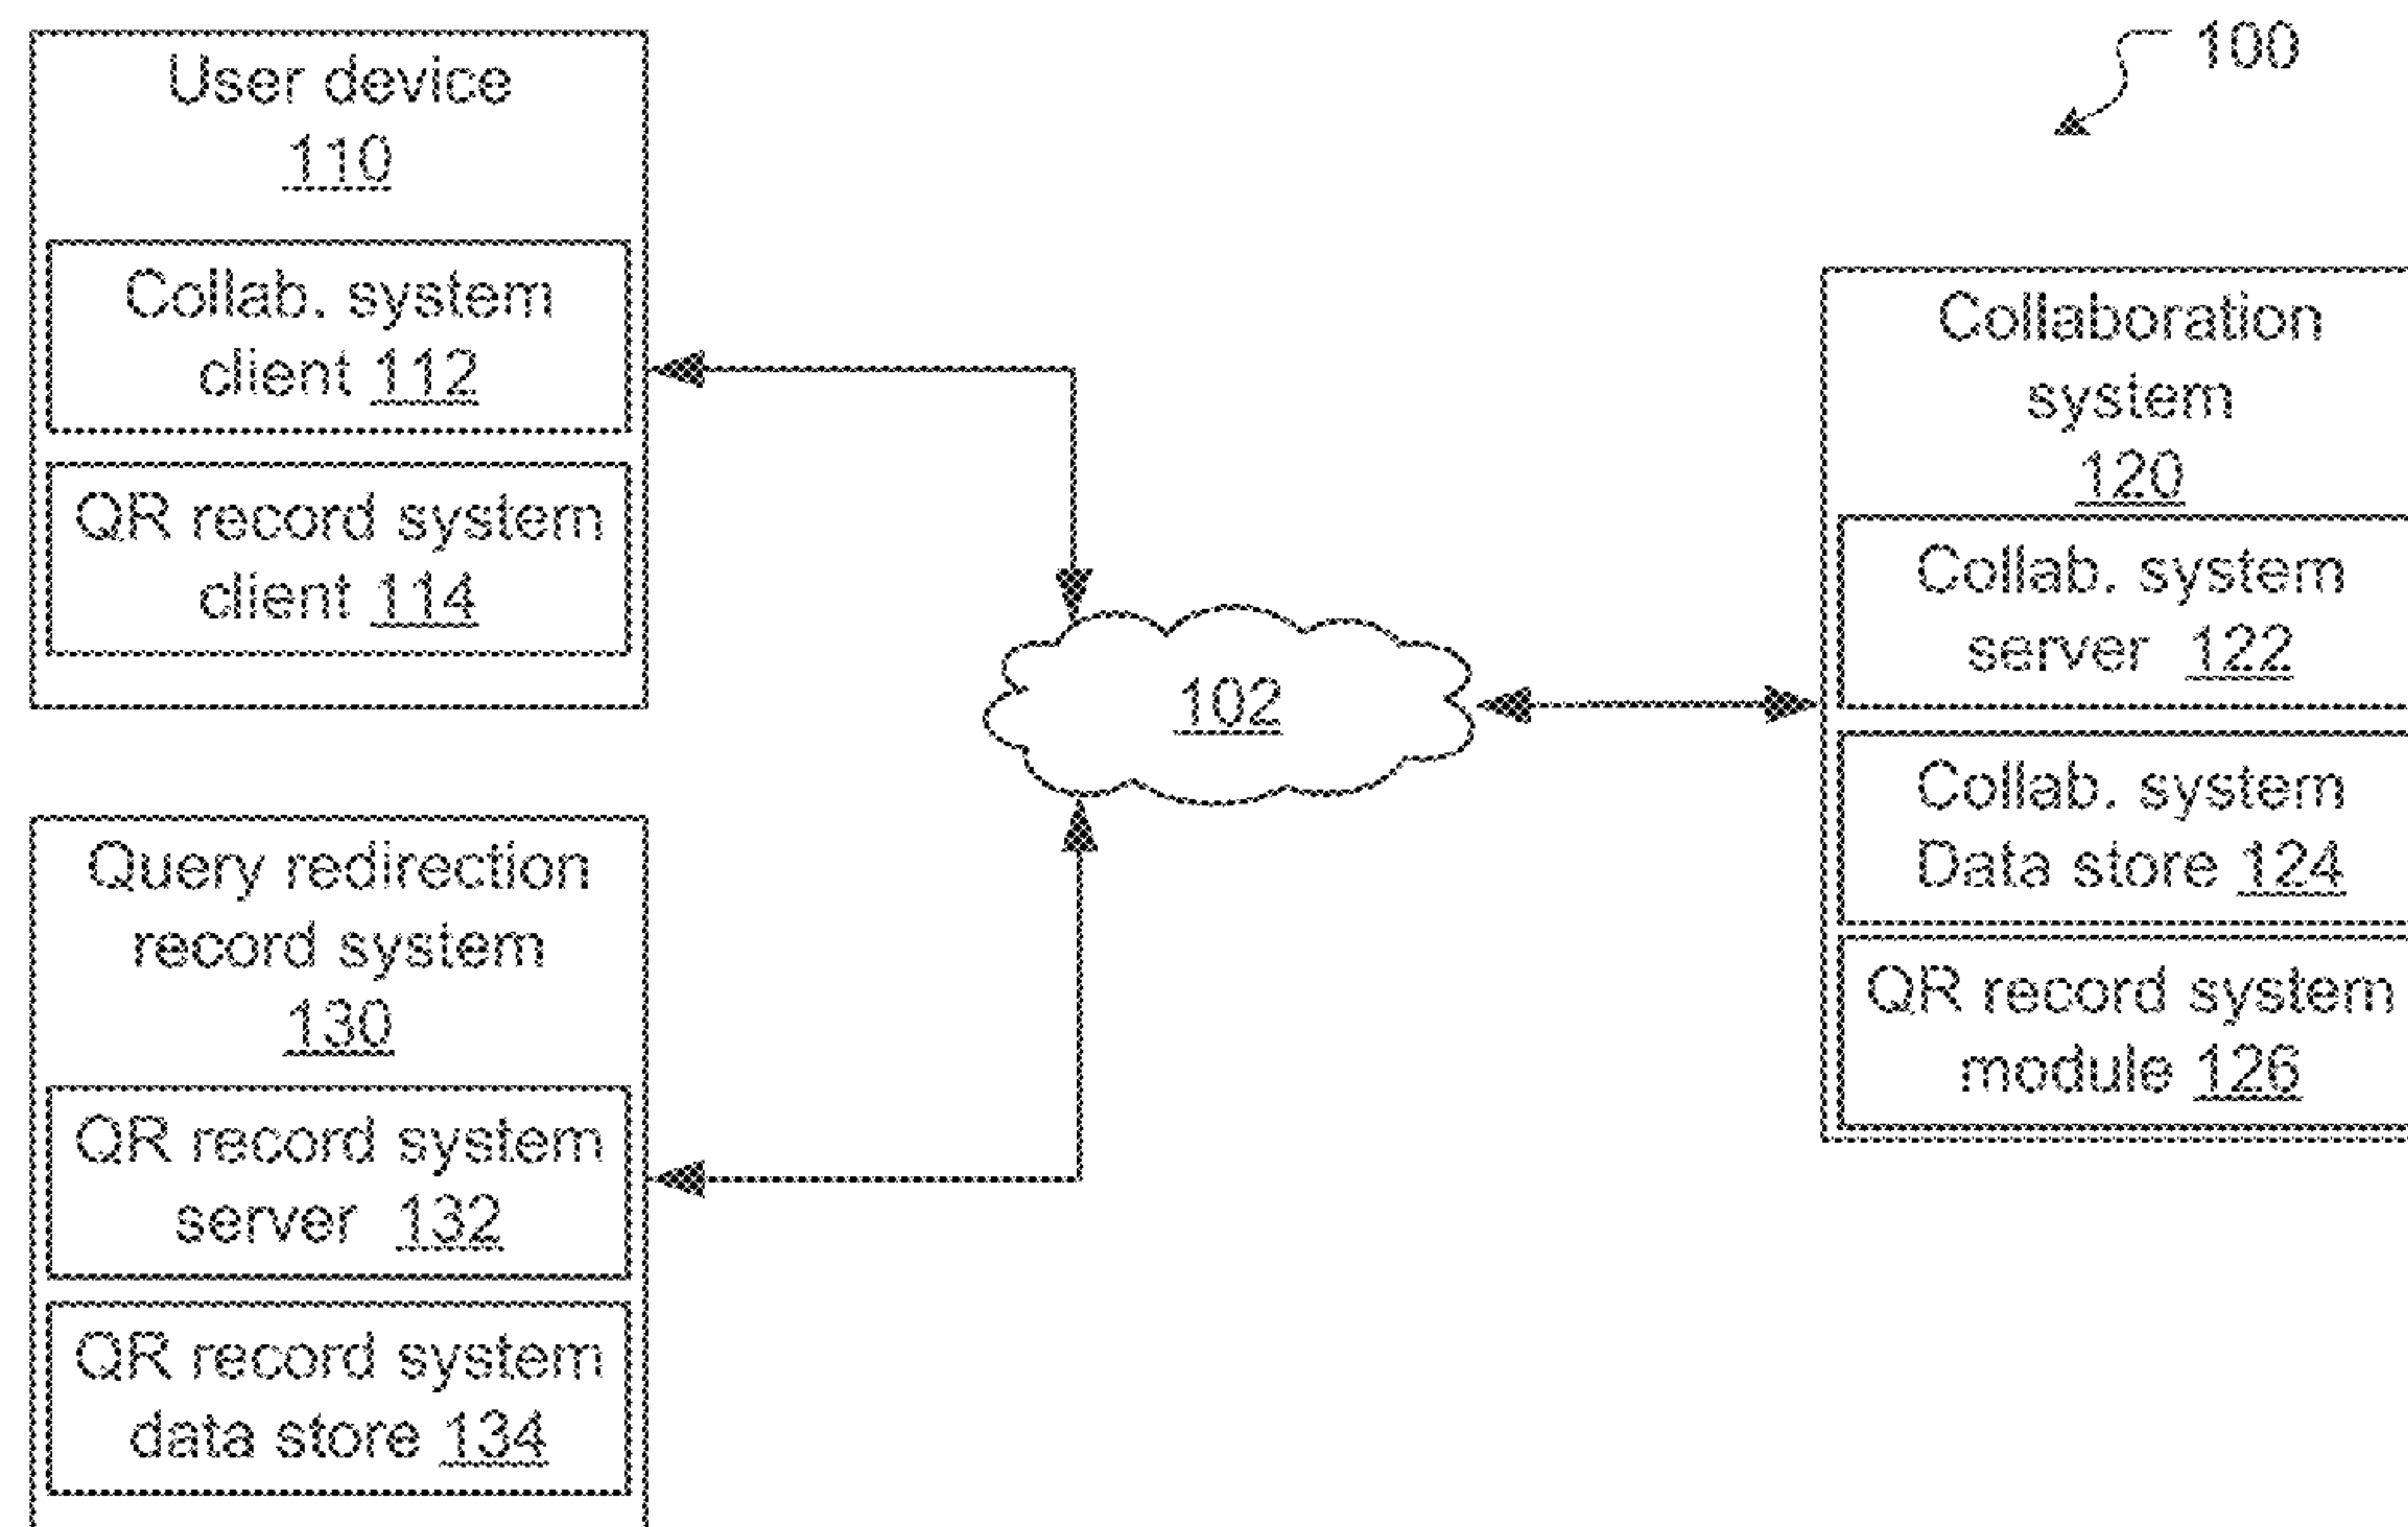 100
User device
110
Collab. system
client 112
QR record system
client 114
102
Collaboration
system
120
Collab. system
server 122
Collab. system
Data store 124
QR record system
module 126
Query redirection
record system
130
QR record system
server 132
QR record system
data store 134